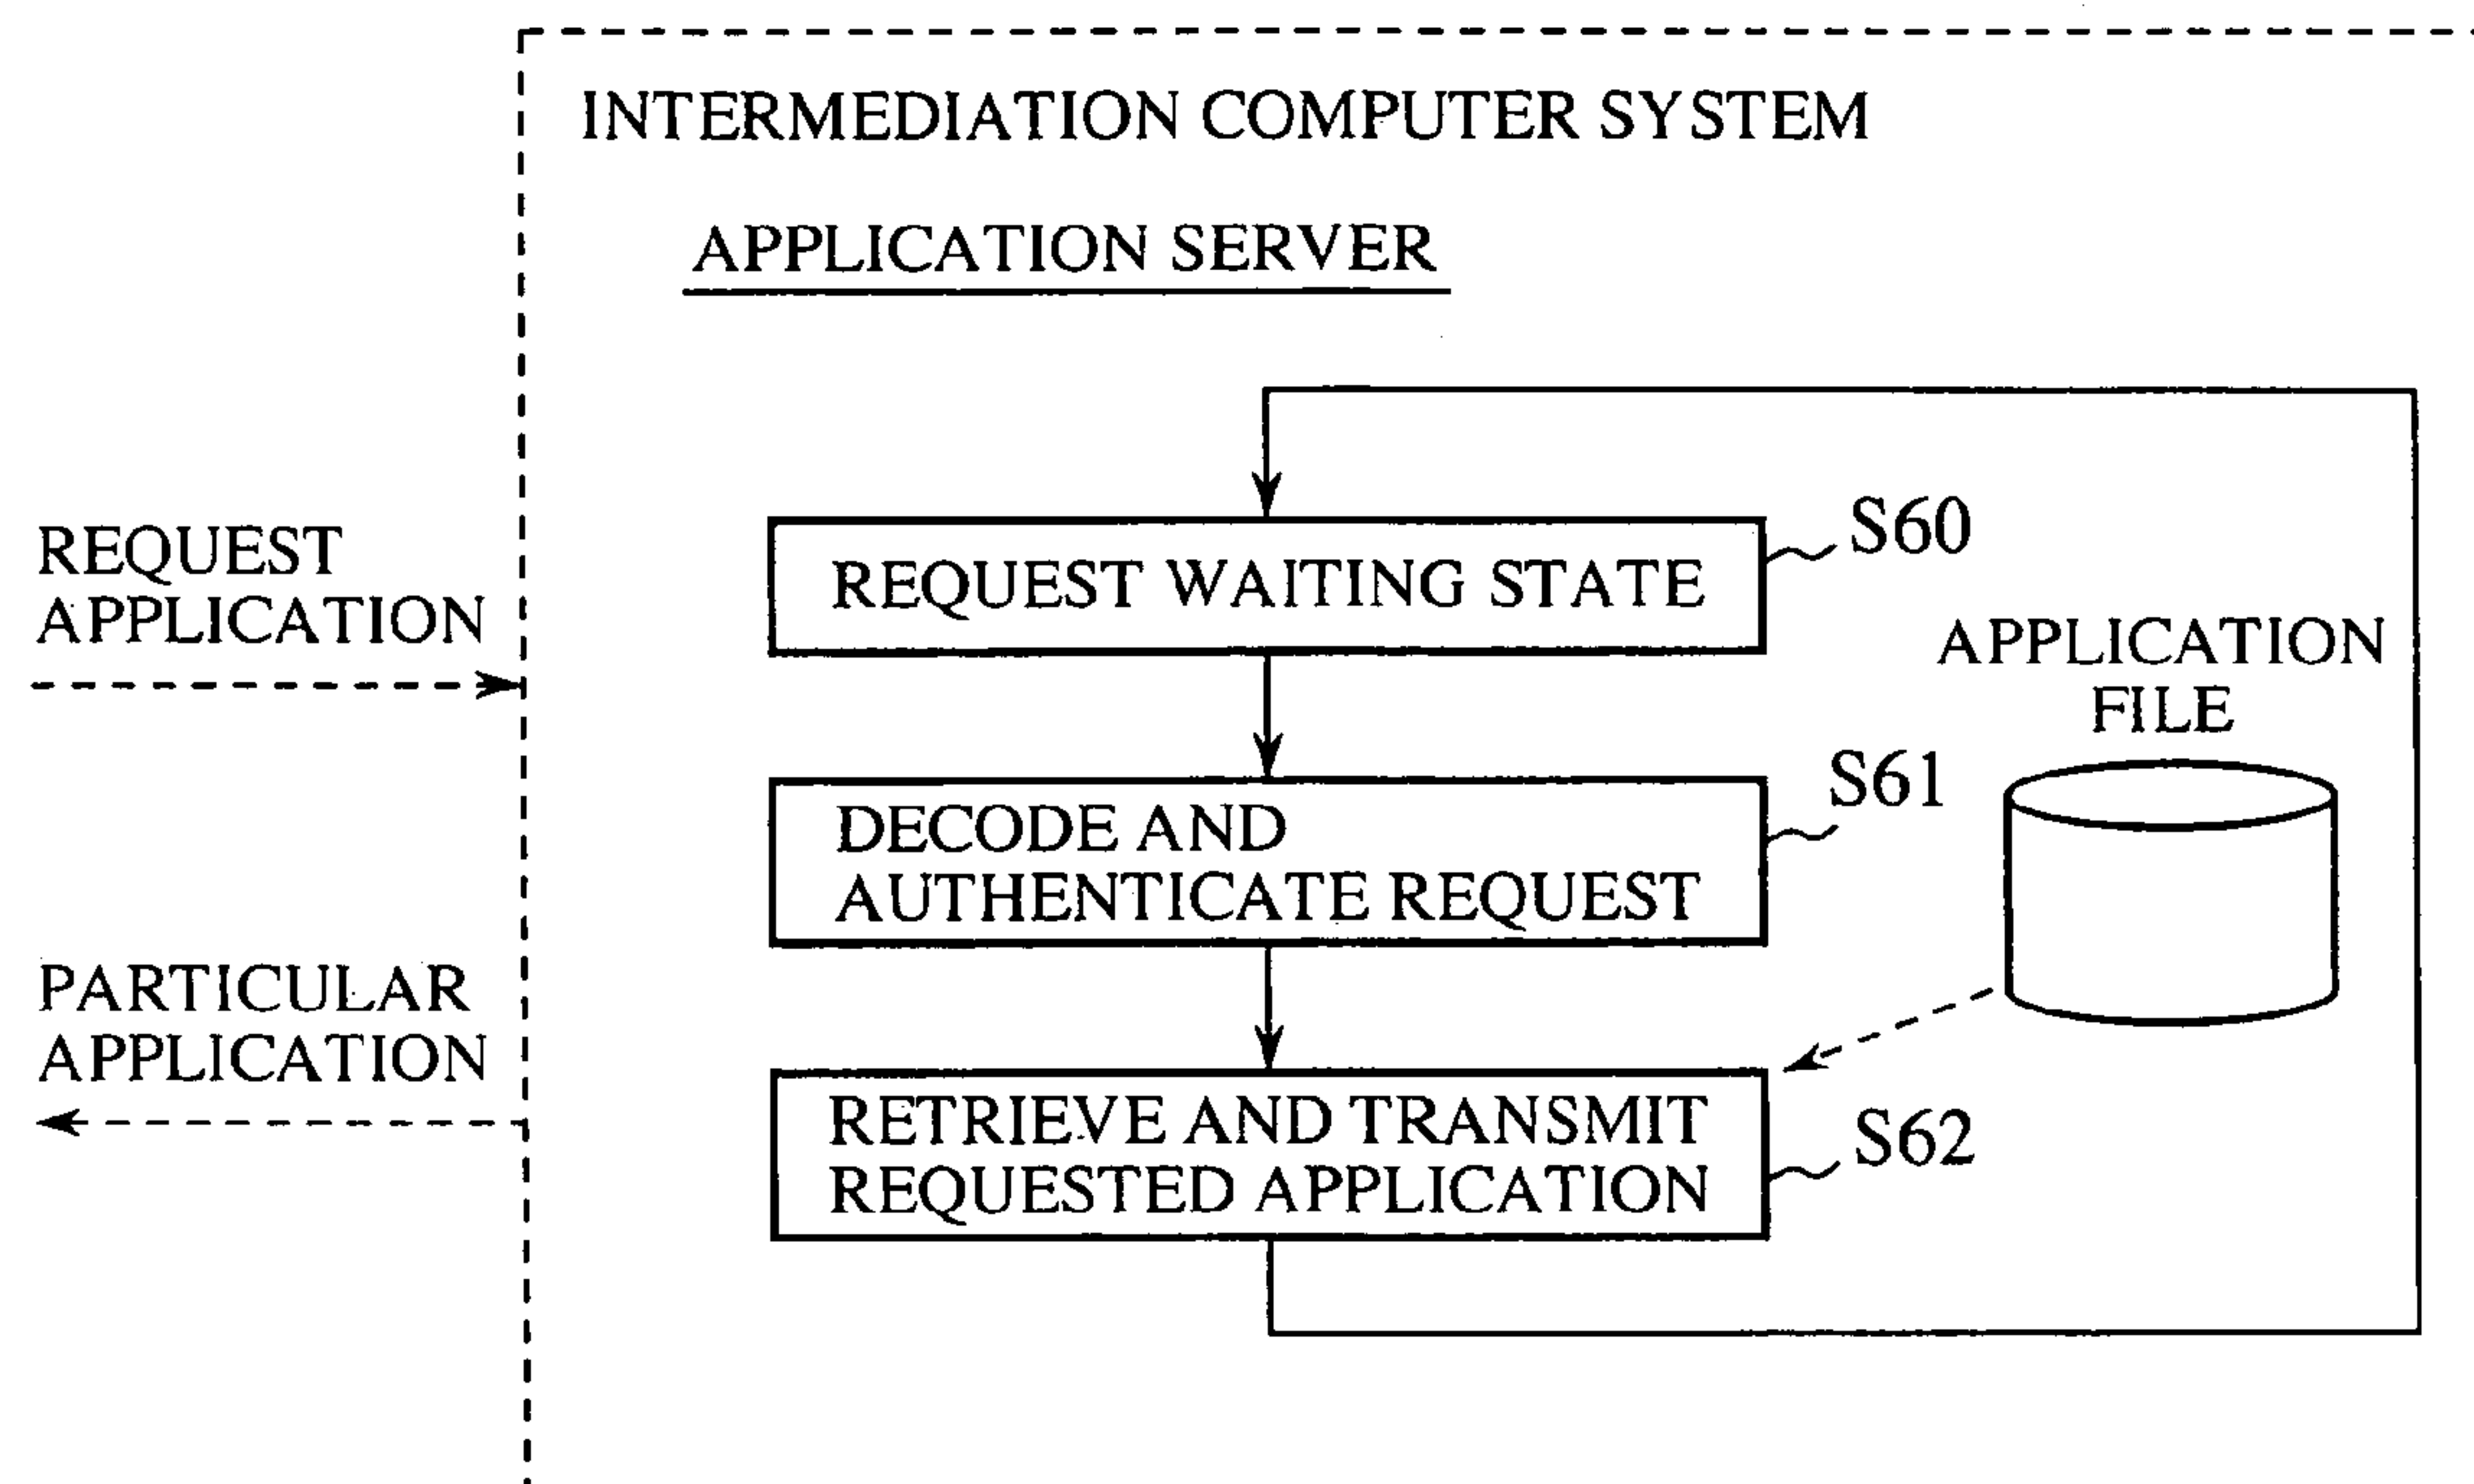 INTERMEDIATION COMPUTER SYSTEM
APPLICATION SERVER
REQUEST
APPLICATION
REQUEST WAITING STATE
S60
APPLICATION
FILE
DECODE AND
AUTHENTICATE REQUEST
S61
PARTICULAR
APPLICATION
RETRIEVE AND TRANSMIT
REQUESTED APPLICATION
S62